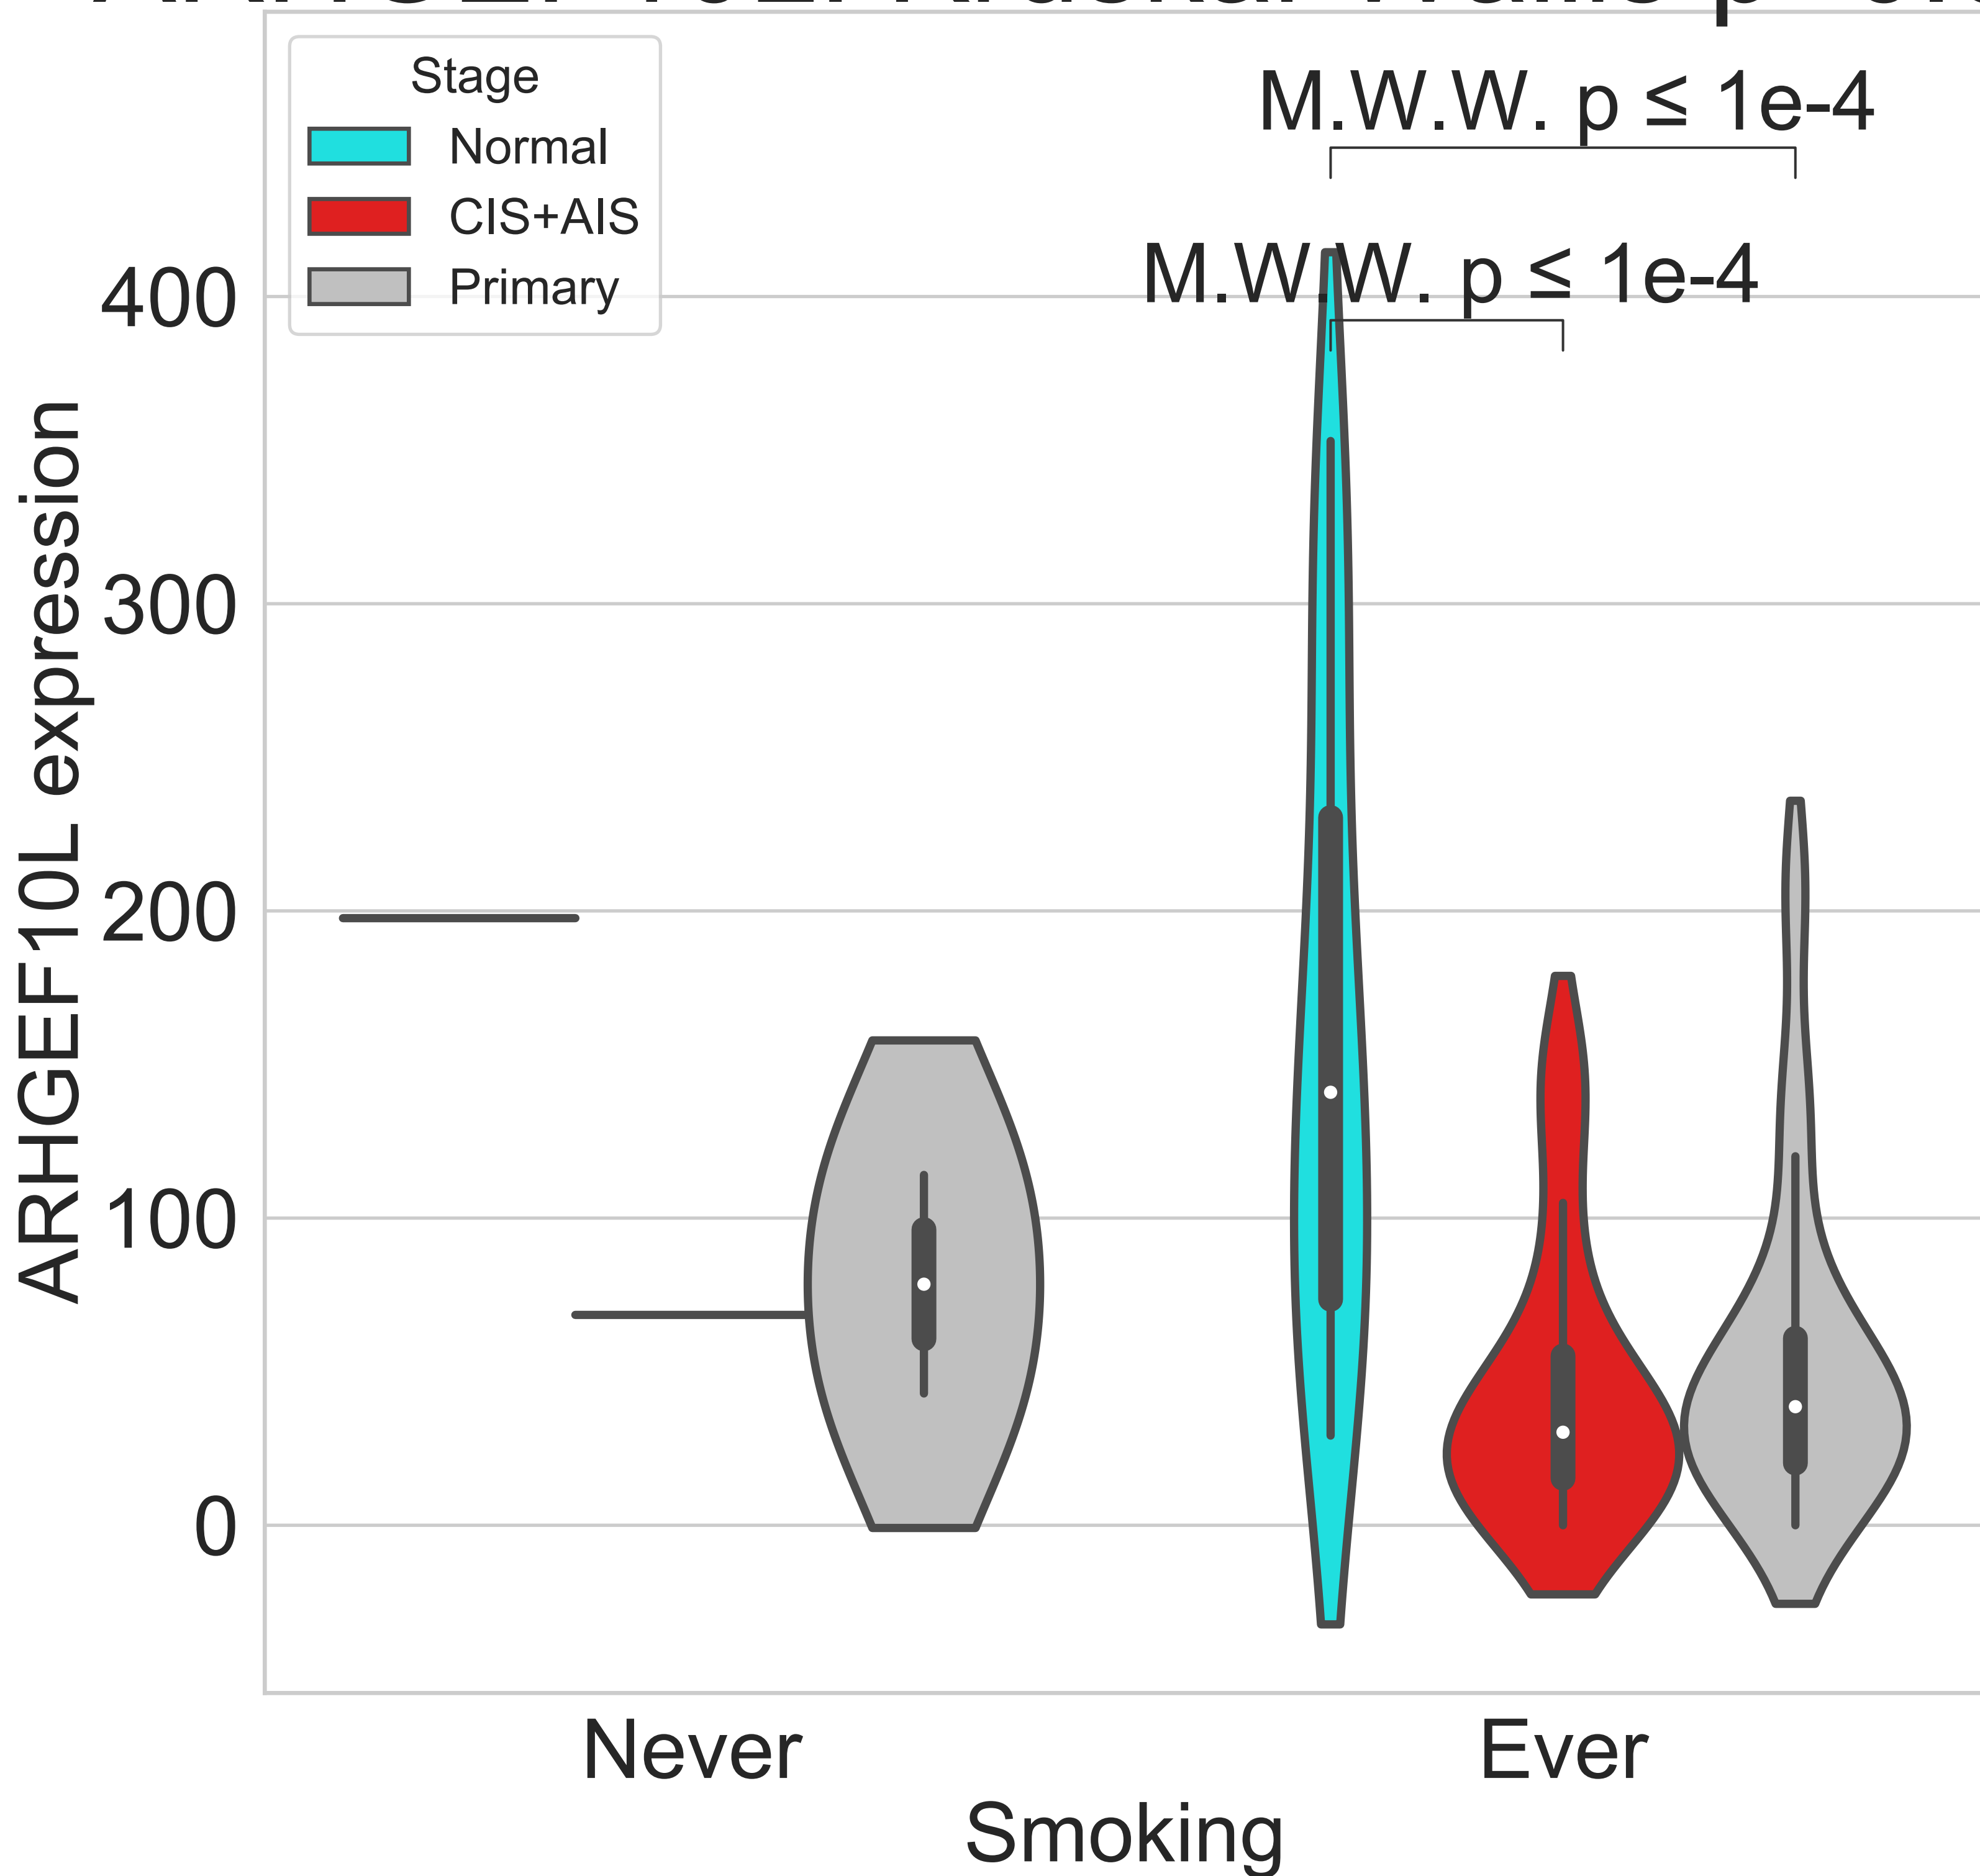 Stage
Normal
CIS+AIS
Primary
M.W.W. p ≤ 1e-4
M.W.W. p ≤ 1e-4
ARHGEF10L expression
400
300
200
100
0
Never
Ever
Smoking